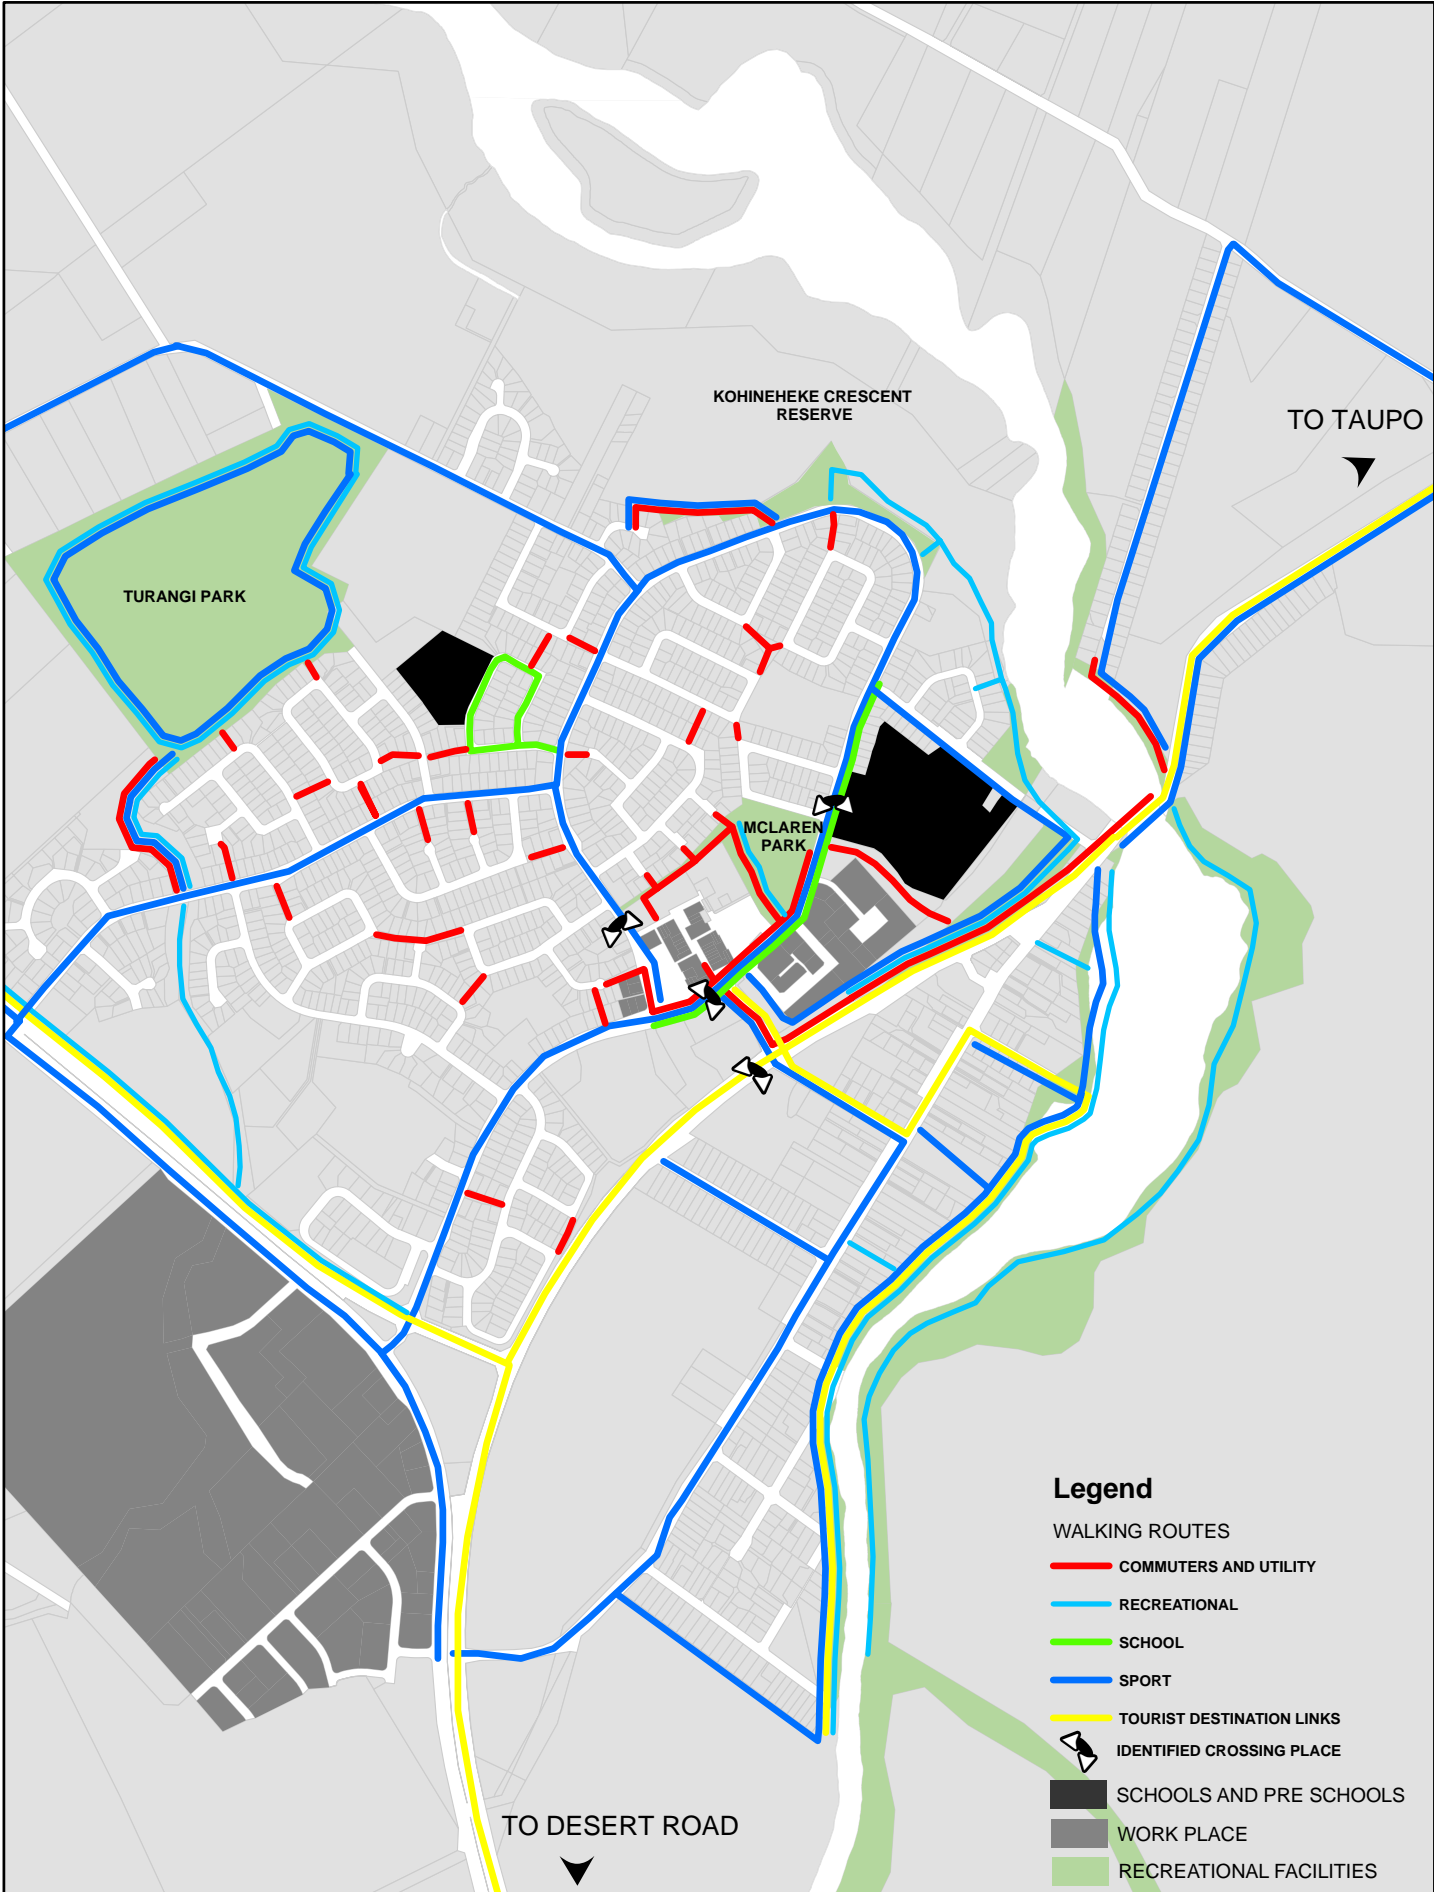 KOHINEHEKE CRESCENT
RESERVE
TO TAUPO
TURANGI PARK
MCLAREN
PARK
Legend
WALKING ROUTES
COMMUTERS AND UTILITY
RECREATIONAL
SCHOOL
SPORT
TOURIST DESTINATION LINKS
IDENTIFIED CROSSING PLACE
SCHOOLS AND PRE SCHOOLS
WORK PLACE
RECREATIONAL FACILITIES
TO DESERT ROAD